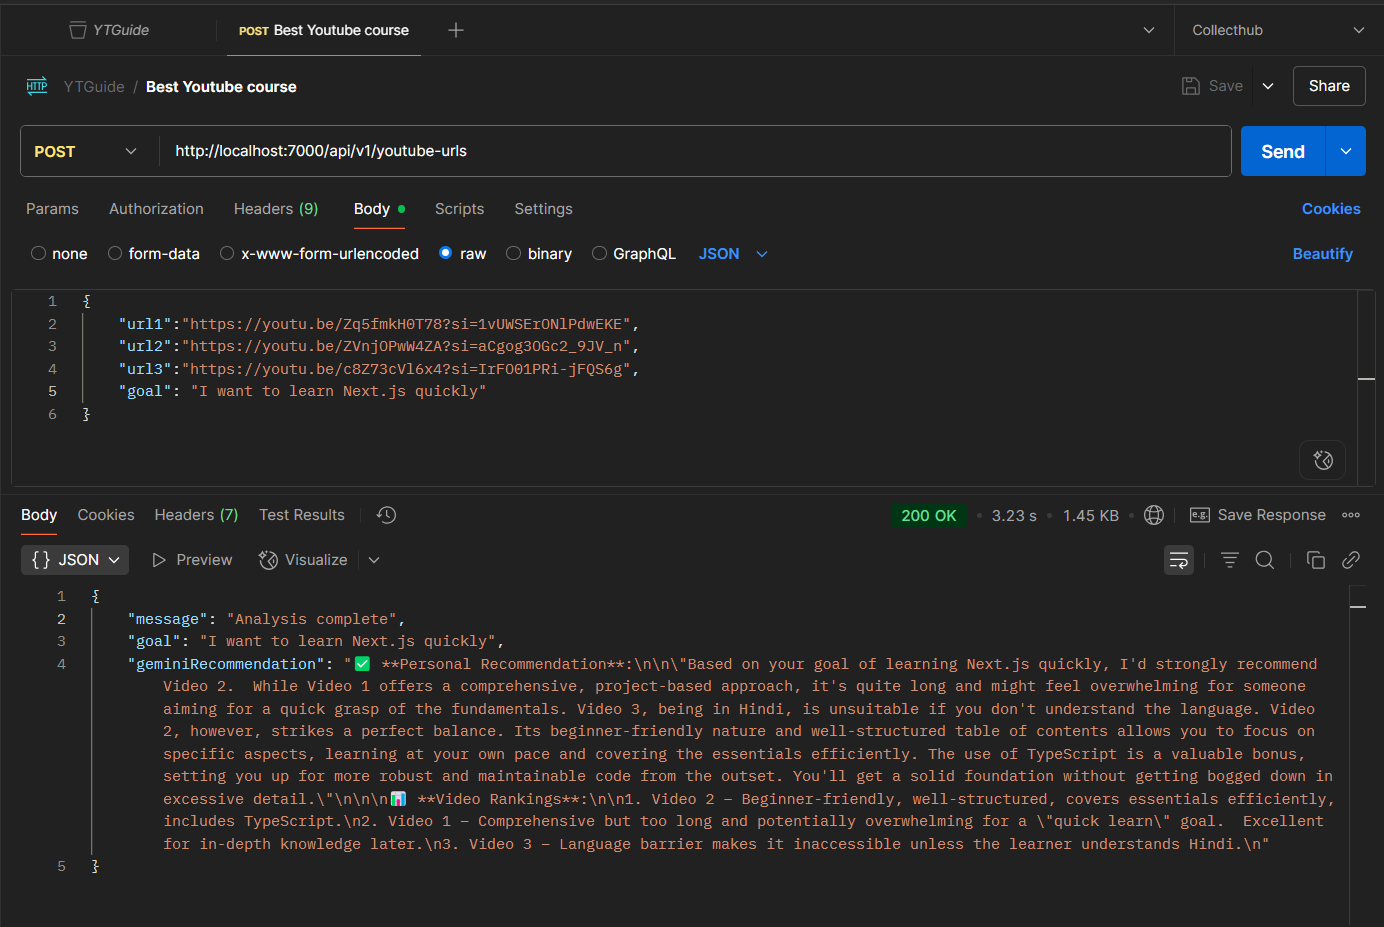 YTGuide
POST Best Youtube course
Collecthub
HTTP YTGuide / Best Youtube course
Save
Share
POST http://localhost:7000/api/v1/youtube-urls
Send
Params Authorization Headers (9) Body Scripts Settings Cookies
none form-data x-www-form-urlencoded raw binary GraphQL JSON Beautify
1 {
2 "url1":"https://youtu.be/Zq5fmkH0T78?si=1vUWSErONlPdwEKE",
3 "url2":"https://youtu.be/ZVnjOPwW4ZA?si=aCgog3OGc2_9JV_n",
4 "url3":"https://youtu.be/c8Z73cVl6x4?si=IrFO01PRi-jFQS6g",
5 "goal": "I want to learn Next.js quickly"
6 }
Body Cookies Headers (7) Test Results 200 OK • 3.23 s • 1.45 KB • e.g. Save Response
{} JSON Preview Visualize
1 {
2 "message": "Analysis complete",
3 "goal": "I want to learn Next.js quickly",
4 "geminiRecommendation": "✅ **Personal Recommendation**:\n\n\"Based on your goal of learning Next.js quickly, I'd strongly recommend
Video 2.  While Video 1 offers a comprehensive, project-based approach, it's quite long and might feel overwhelming for someone
aiming for a quick grasp of the fundamentals. Video 3, being in Hindi, is unsuitable if you don't understand the language. Video
2, however, strikes a perfect balance. Its beginner-friendly nature and well-structured table of contents allows you to focus on
specific aspects, learning at your own pace and covering the essentials efficiently. The use of TypeScript is a valuable bonus,
setting you up for more robust and maintainable code from the outset. You'll get a solid foundation without getting bogged down in
excessive detail.\"\n\n\n📊 **Video Rankings**:\n\n1. Video 2 – Beginner-friendly, well-structured, covers essentials efficiently,
includes TypeScript.\n2. Video 1 – Comprehensive but too long and potentially overwhelming for a \"quick learn\" goal.  Excellent
for in-depth knowledge later.\n3. Video 3 – Language barrier makes it inaccessible unless the learner understands Hindi.\n"
5 }